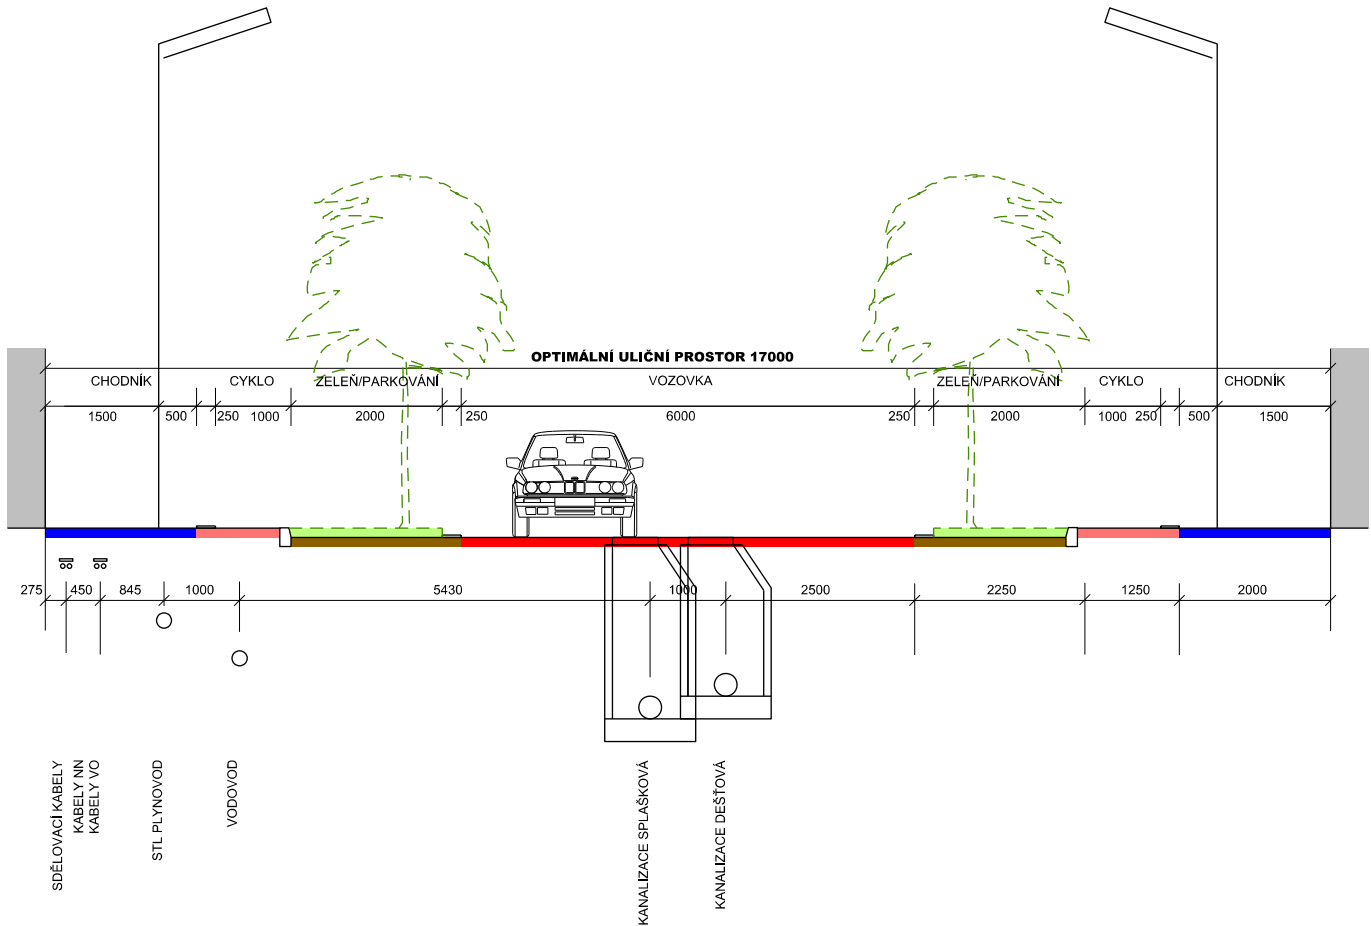 OPTIMÁLNÍ ULIČNÍ PROSTOR 17000
CHODNÍK CYKLO ZELEŇ/PARKOVÁNÍ VOZOVKA ZELEŇ/PARKOVÁNÍ CYKLO CHODNÍK
1500 500 250 1000 2000 250 6000 250 2000 1000 250 500 1500
275 450 845 1000 5430 1000 2500 2250 1250 2000
SDĚLOVACÍ KABELY
KABELY NN
KABELY VO
STL PLYNOVOD
VODOVOD
KANALIZACE SPLAŠKOVÁ
KANALIZACE DEŠŤOVÁ